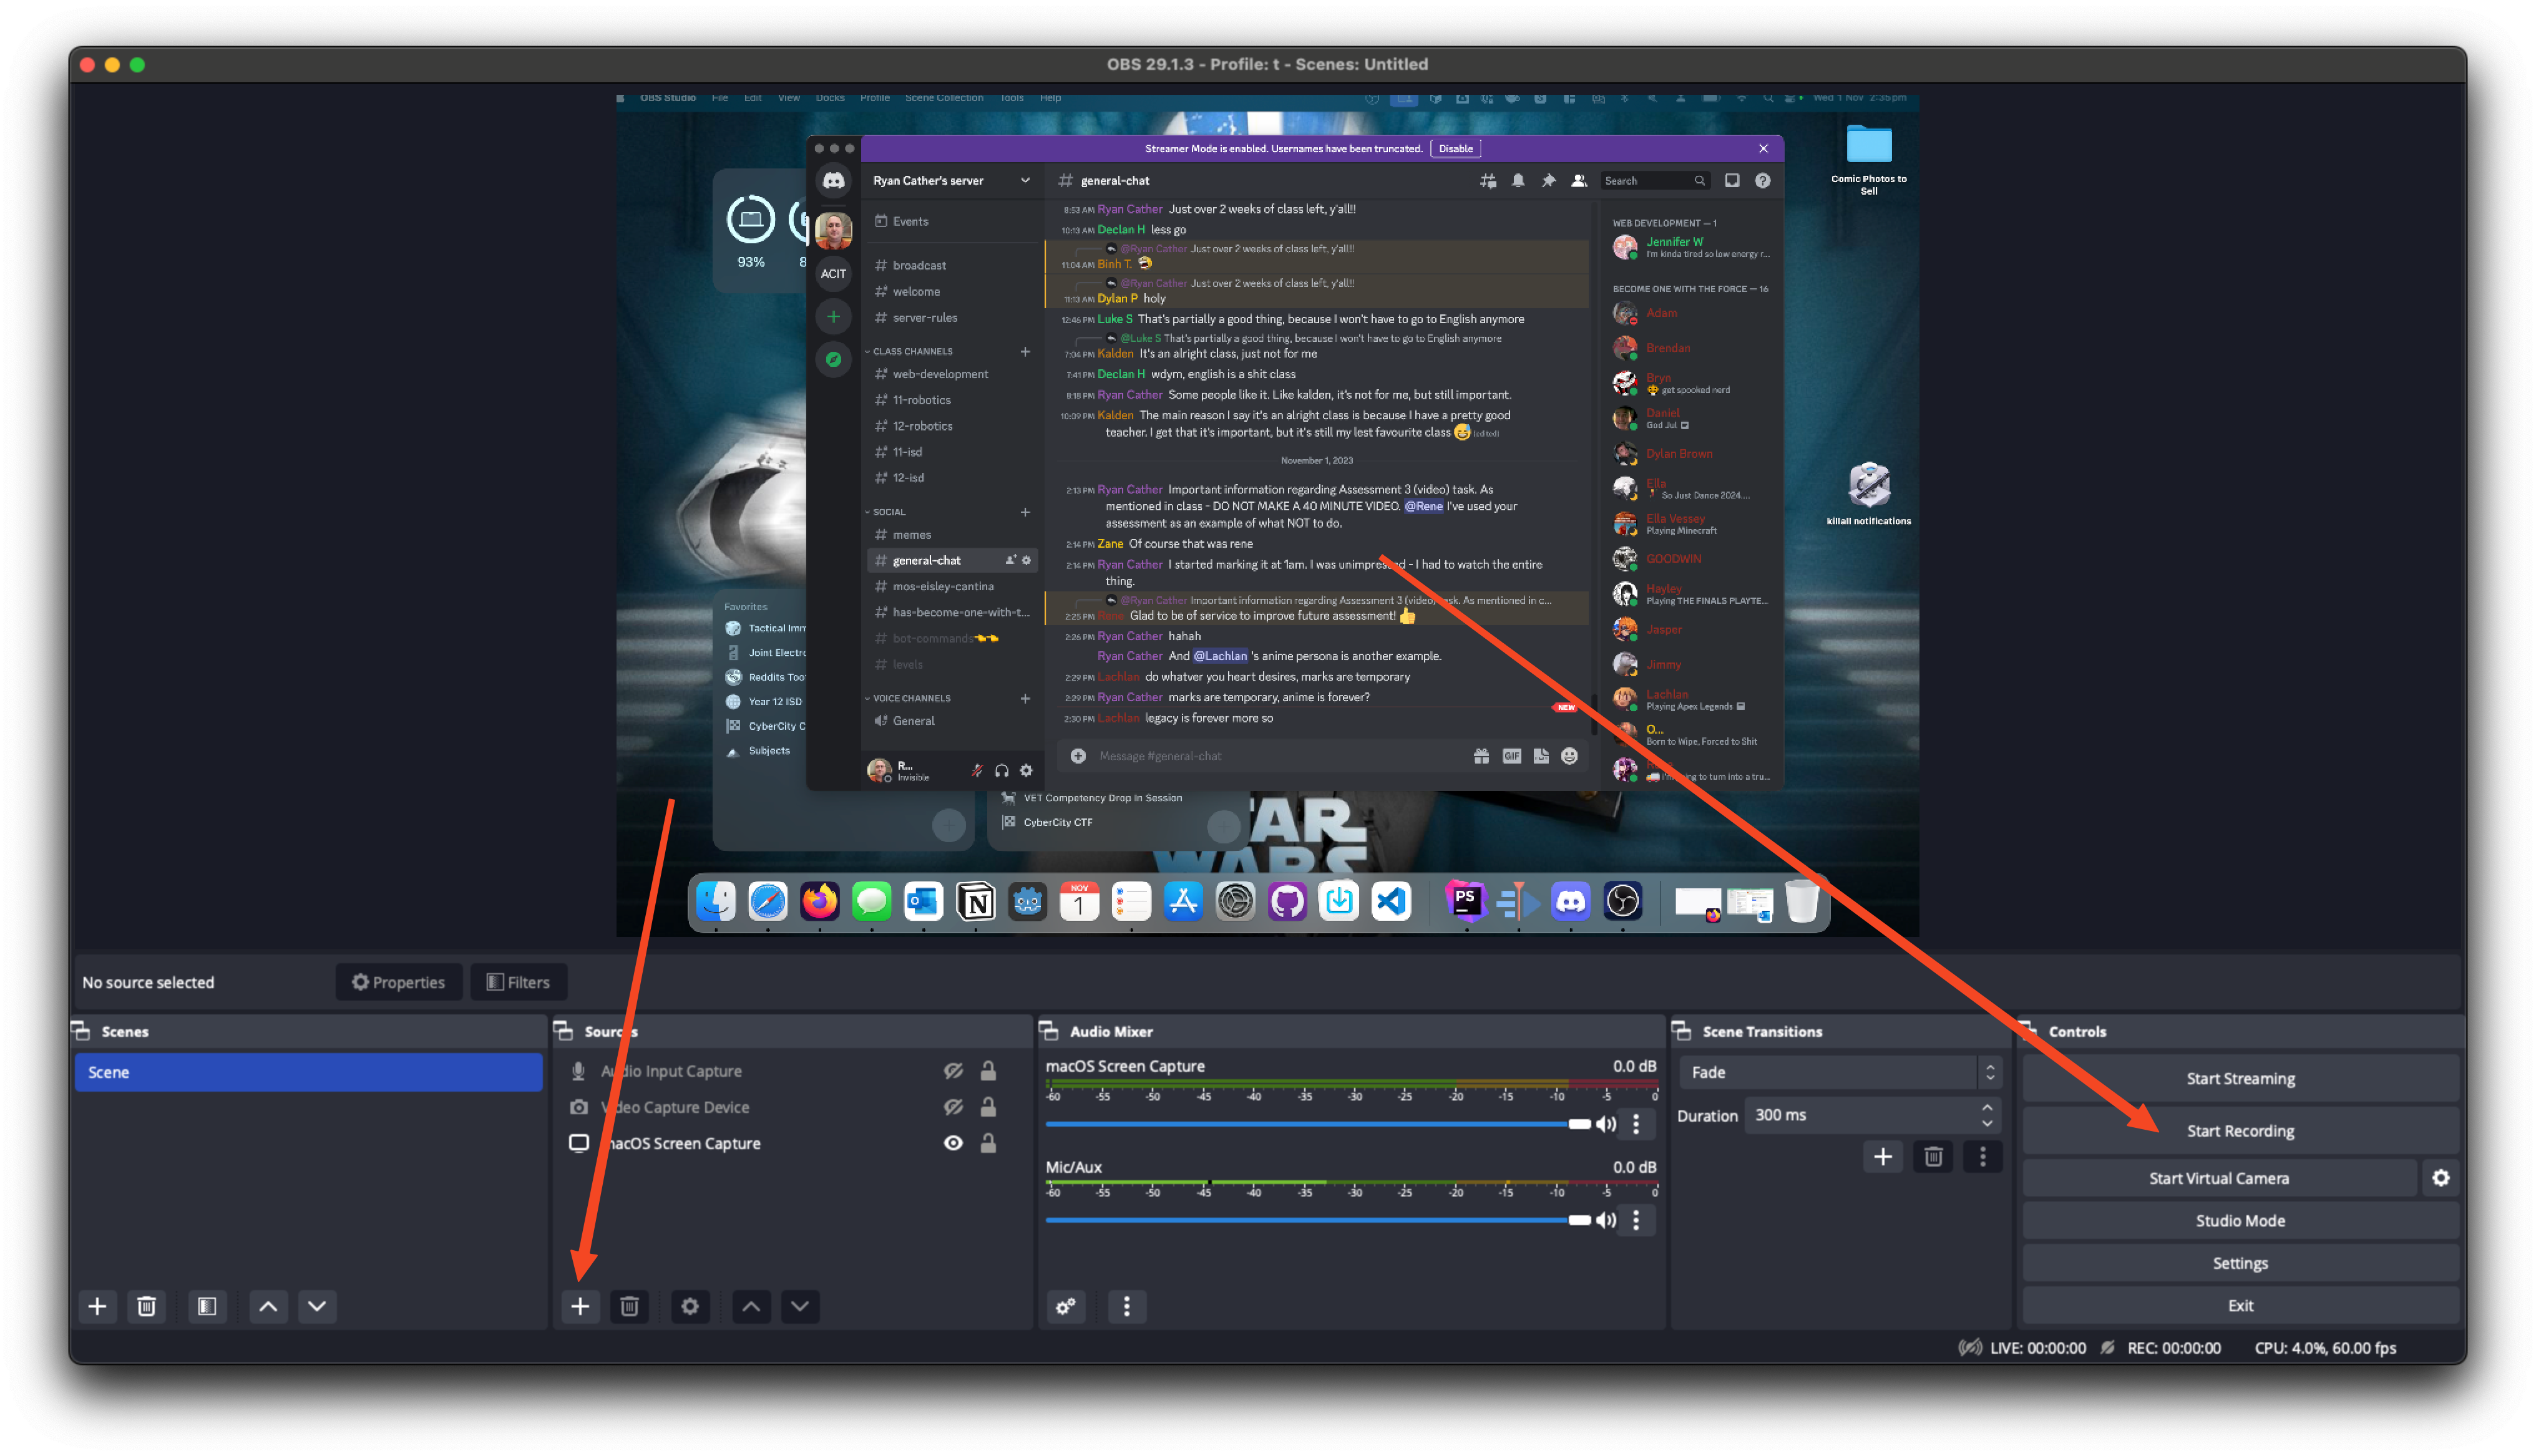 OBS 29.1.3 - Profile: t - Scenes: Untitled
OBS Studio File Edit View Docks Profile Scene Collection Tools Help
Wed 1 Nov 2:35pm
Streamer Mode is enabled. Usernames have been truncated. Disable
Comic Photos to
Sell
93%
8
killall notifications
Favorites
Tactical Imm
Joint Electro
Reddits Too
Year 12 ISD
CyberCity C
Subjects
Ryan Cather's server
ACIT
Events
# broadcast
# welcome
# server-rules
CLASS CHANNELS
# web-development
# 11-robotics
# 12-robotics
# 11-isd
# 12-isd
SOCIAL
# memes
# general-chat
# mos-eisley-cantina
# has-become-one-with-t...
# bot-commands
# levels
VOICE CHANNELS
General
R...
Invisible
# general-chat
Search
8:53 AM Ryan Cather Just over 2 weeks of class left, y'all!!
10:13 AM Declan H less go
@Ryan Cather Just over 2 weeks of class left, y'all!!
11:04 AM Binh T.
@Ryan Cather Just over 2 weeks of class left, y'all!!
11:13 AM Dylan P holy
12:46 PM Luke S That's partially a good thing, because I won't have to go to English anymore
@Luke S That's partially a good thing, because I won't have to go to English anymore
7:04 PM Kalden It's an alright class, just not for me
7:41 PM Declan H wdym, english is a shit class
8:18 PM Ryan Cather Some people like it. Like kalden, it's not for me, but still important.
10:09 PM Kalden The main reason I say it's an alright class is because I have a pretty good
teacher. I get that it's important, but it's still my lest favourite class (edited)
November 1, 2023
2:13 PM Ryan Cather Important information regarding Assessment 3 (video) task. As
mentioned in class - DO NOT MAKE A 40 MINUTE VIDEO. @Rene I've used your
assessment as an example of what NOT to do.
2:14 PM Zane Of course that was rene
2:14 PM Ryan Cather I started marking it at 1am. I was unimpressed - I had to watch the entire
thing.
@Ryan Cather Important information regarding Assessment 3 (video) task. As mentioned in c...
2:25 PM Rene Glad to be of service to improve future assessment!
2:26 PM Ryan Cather hahah
Ryan Cather And @Lachlan 's anime persona is another example.
2:29 PM Lachlan do whatver you heart desires, marks are temporary
2:29 PM Ryan Cather marks are temporary, anime is forever?
NEW
2:30 PM Lachlan legacy is forever more so
Message #general-chat
GIF
WEB DEVELOPMENT — 1
Jennifer W
I'm kinda tired so low energy r...
BECOME ONE WITH THE FORCE — 16
Adam
Brendan
Bryn
get spooked nerd
Daniel
God Jul
Dylan Brown
Ella
So Just Dance 2024....
Ella Vessey
Playing Minecraft
GOODWIN
Hayley
Playing THE FINALS PLAYTE...
Jasper
Jimmy
Lachlan
Playing Apex Legends
O...
Born to Wipe, Forced to Shit
to turn into a tru...
VET Competency Drop In Session
CyberCity CTF
STAR
WARS
NOV
1
PS
No source selected
Properties
Filters
Scenes
Scene
Sources
Audio Input Capture
Video Capture Device
macOS Screen Capture
Audio Mixer
macOS Screen Capture 0.0 dB
-60 -55 -50 -45 -40 -35 -30 -25 -20 -15 -10 -5 0
Mic/Aux 0.0 dB
-60 -55 -50 -45 -40 -35 -30 -25 -20 -15 -10 -5 0
Scene Transitions
Fade
Duration 300 ms
Controls
Start Streaming
Start Recording
Start Virtual Camera
Studio Mode
Settings
Exit
LIVE: 00:00:00 REC: 00:00:00 CPU: 4.0%, 60.00 fps